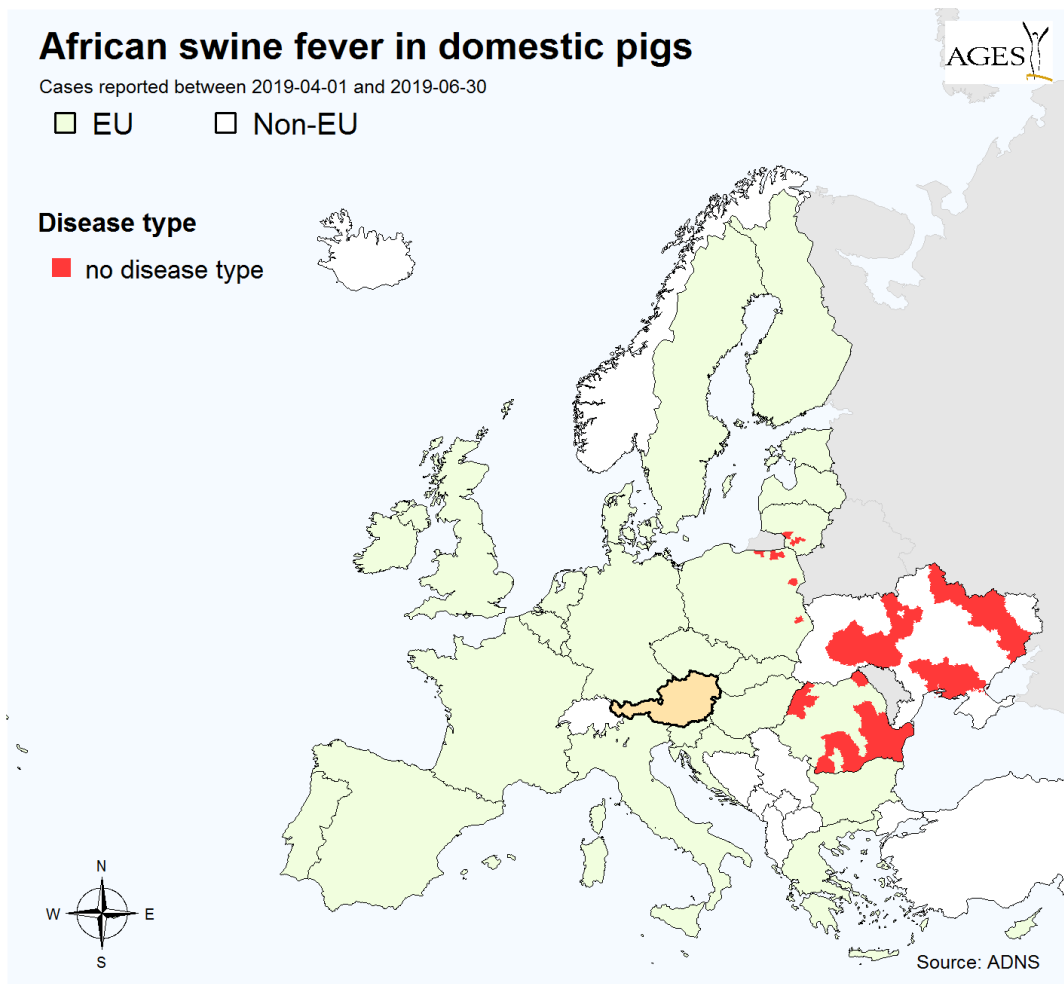 African swine fever in domestic pigs
AGES
Cases reported between 2019-04-01 and 2019-06-30
EU Non-EU
Disease type
no disease type
N
W E
S
Source: ADNS